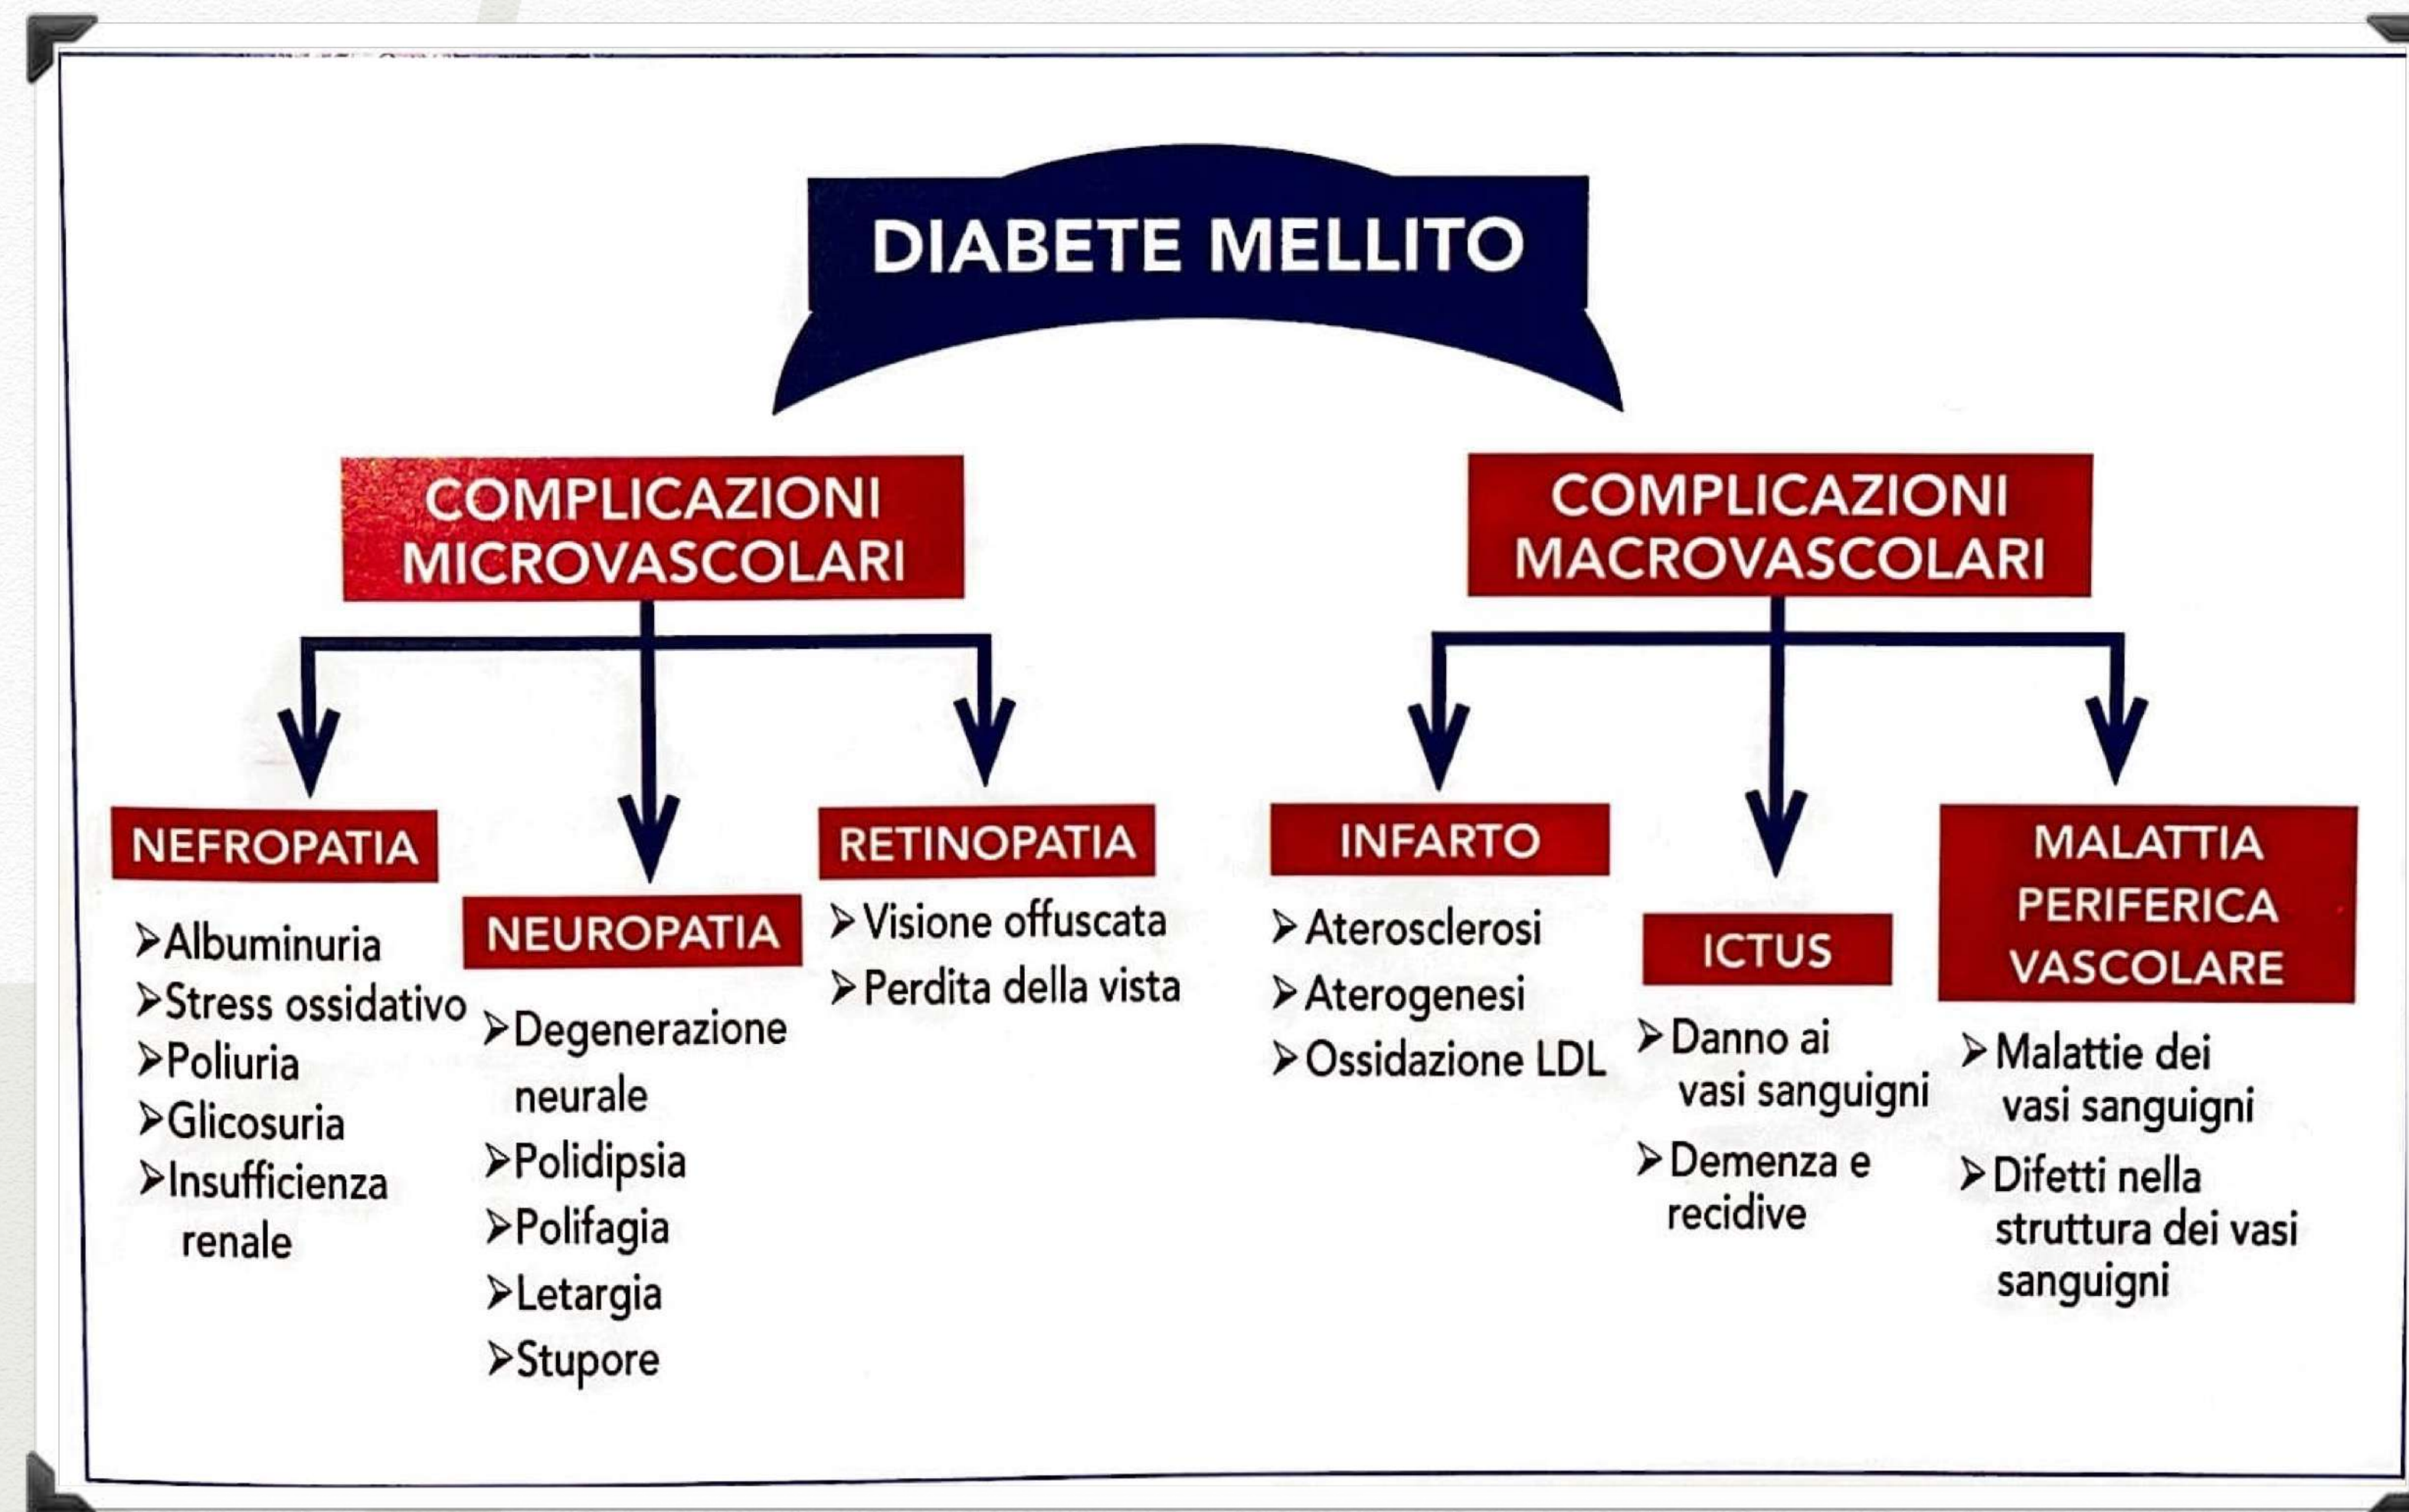 DIABETE MELLITO
COMPLICAZIONI
MICROVASCOLARI
NEFROPATIA
➢Albuminuria
➢Stress ossidativo
➢Poliuria
➢Glicosuria
➢Insufficienza
renale
NEUROPATIA
➢Degenerazione
neurale
➢Polidipsia
➢Polifagia
➢Letargia
➢Stupore
RETINOPATIA
➢Visione offuscata
➢Perdita della vista
COMPLICAZIONI
MACROVASCOLARI
INFARTO
➢Aterosclerosi
➢Aterogenesi
➢Ossidazione LDL
ICTUS
➢Danno ai
vasi sanguigni
➢Demenza e
recidive
MALATTIA
PERIFERICA
VASCOLARE
➢Malattie dei
vasi sanguigni
➢Difetti nella
struttura dei vasi
sanguigni